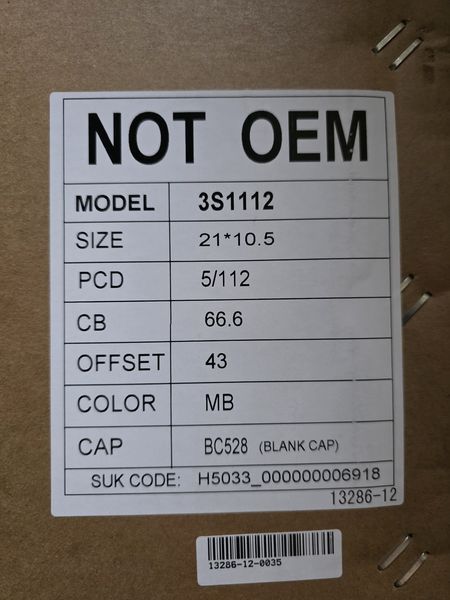 NOT OEM
MODEL 3S1112
SIZE 21*10.5
PCD 5/112
CB 66.6
OFFSET 43
COLOR MB
CAP BC528 (BLANK CAP)
SUK CODE: H5033_000000006918
13286-12
13286-12-0035